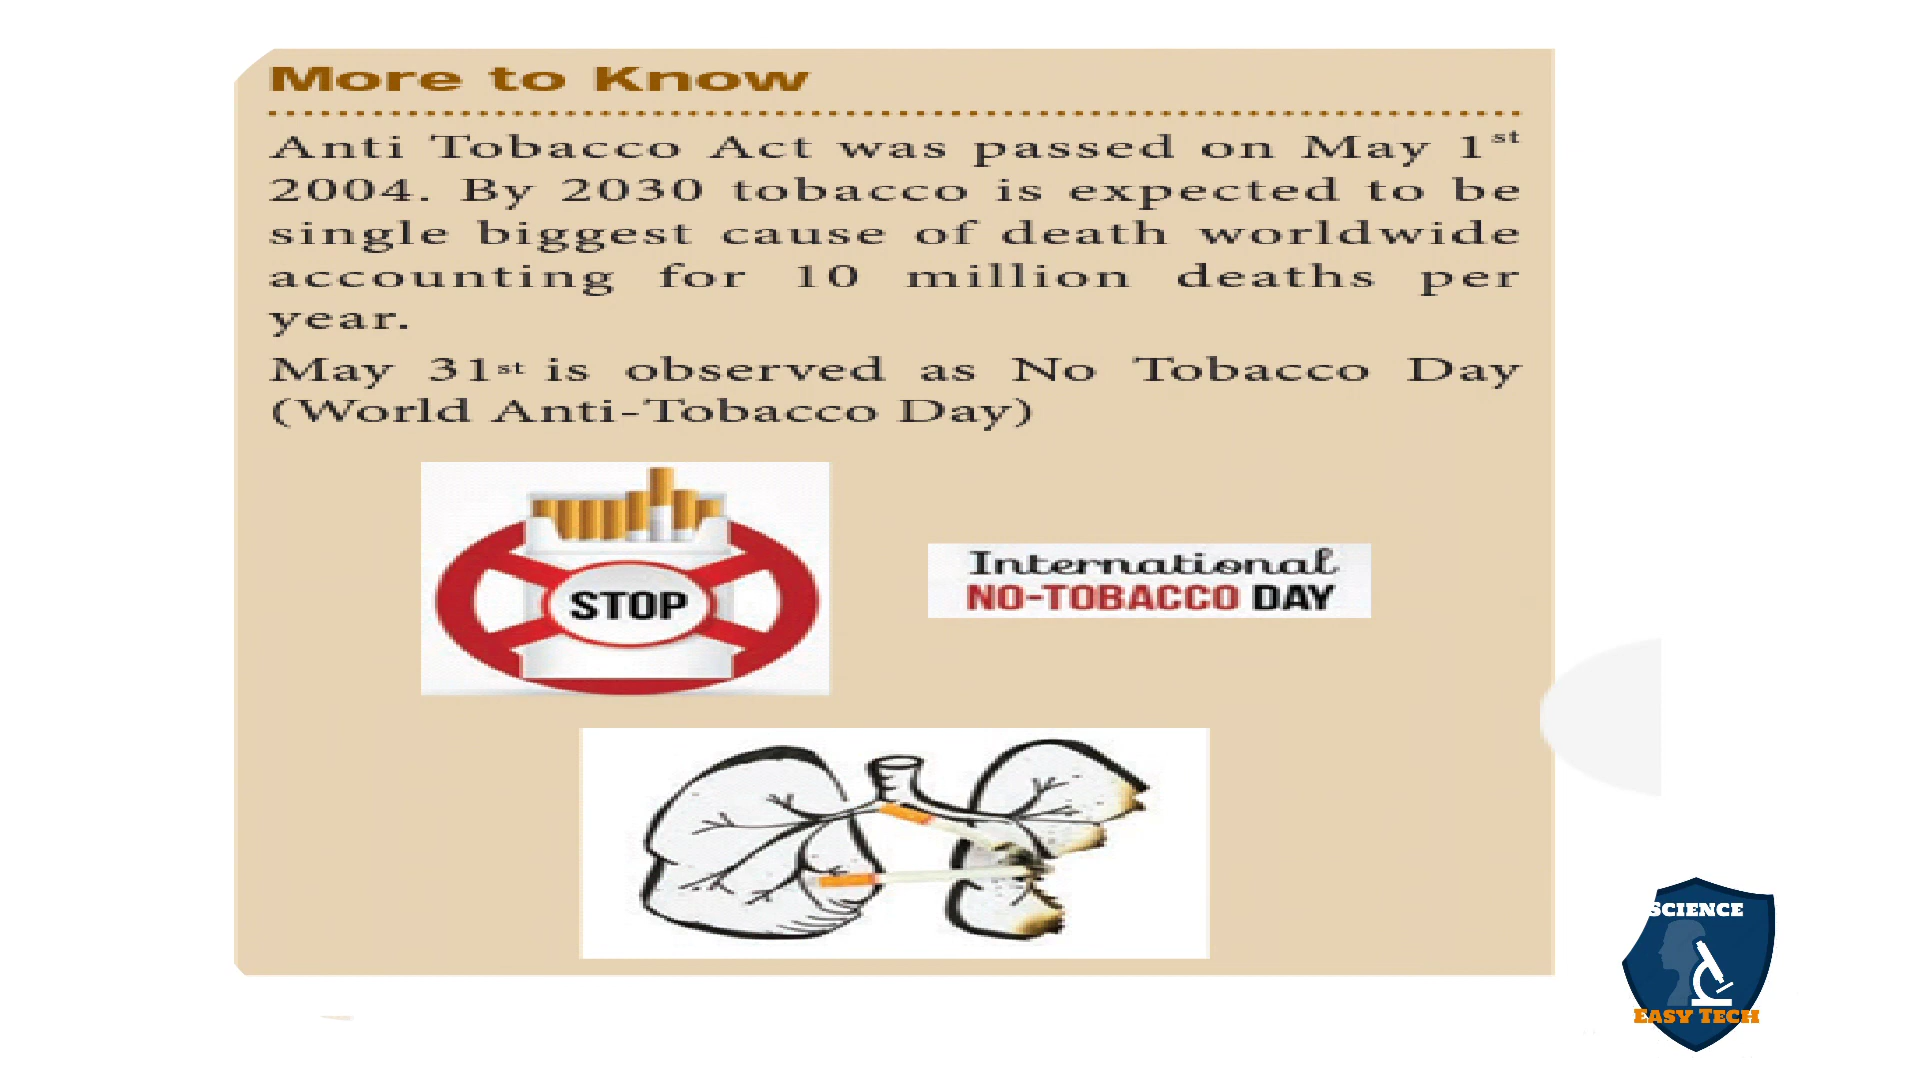 More to Know
Anti Tobacco Act was passed on May 1st
2004. By 2030 tobacco is expected to be
single biggest cause of death worldwide
accounting for 10 million deaths per
year.
May 31st is observed as No Tobacco Day
(World Anti-Tobacco Day)
STOP
International
NO-TOBACCO DAY
SCIENCE
EASY TECH